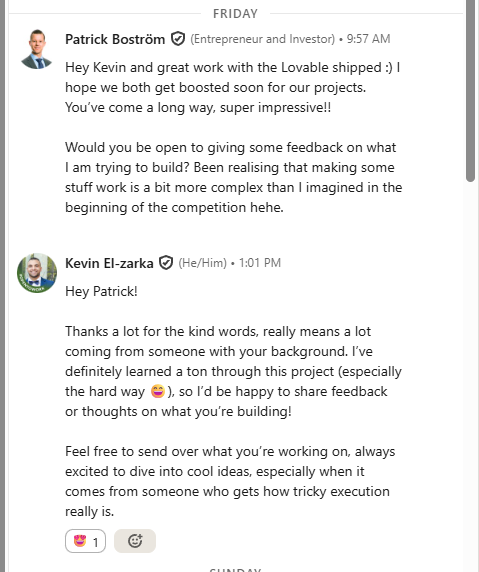 FRIDAY
Patrick Boström (Entrepreneur and Investor) • 9:57 AM
Hey Kevin and great work with the Lovable shipped :) I
hope we both get boosted soon for our projects.
You've come a long way, super impressive!!
Would you be open to giving some feedback on what
I am trying to build? Been realising that making some
stuff work is a bit more complex than I imagined in the
beginning of the competition hehe.
Kevin El-zarka (He/Him) • 1:01 PM
Hey Patrick!
Thanks a lot for the kind words, really means a lot
coming from someone with your background. I've
definitely learned a ton through this project (especially
the hard way 😅), so I'd be happy to share feedback
or thoughts on what you're building!
Feel free to send over what you're working on, always
excited to dive into cool ideas, especially when it
comes from someone who gets how tricky execution
really is.
😍 1
SUNDAY